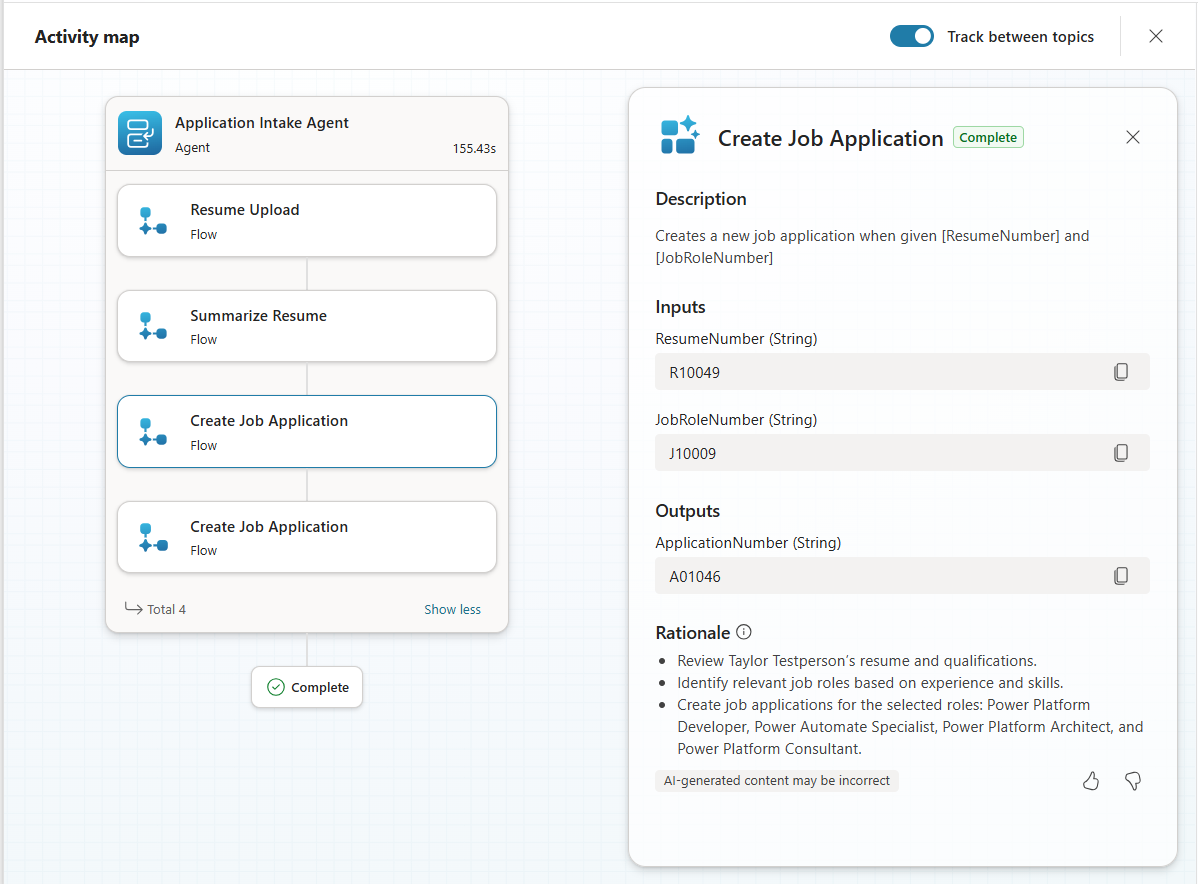 Activity map
Track between topics
Application Intake Agent
Agent
155.43s
Resume Upload
Flow
Summarize Resume
Flow
Create Job Application
Flow
Create Job Application
Flow
Total 4
Show less
Complete
Create Job Application
Complete
Description
Creates a new job application when given [ResumeNumber] and
[JobRoleNumber]
Inputs
ResumeNumber (String)
R10049
JobRoleNumber (String)
J10009
Outputs
ApplicationNumber (String)
A01046
Rationale
• Review Taylor Testperson’s resume and qualifications.
• Identify relevant job roles based on experience and skills.
• Create job applications for the selected roles: Power Platform
Developer, Power Automate Specialist, Power Platform Architect, and
Power Platform Consultant.
AI-generated content may be incorrect